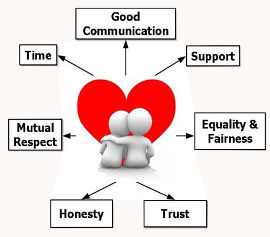 Good
Communication
Time
Support
Mutual
Respect
Equality &
Fairness
Honesty
Trust